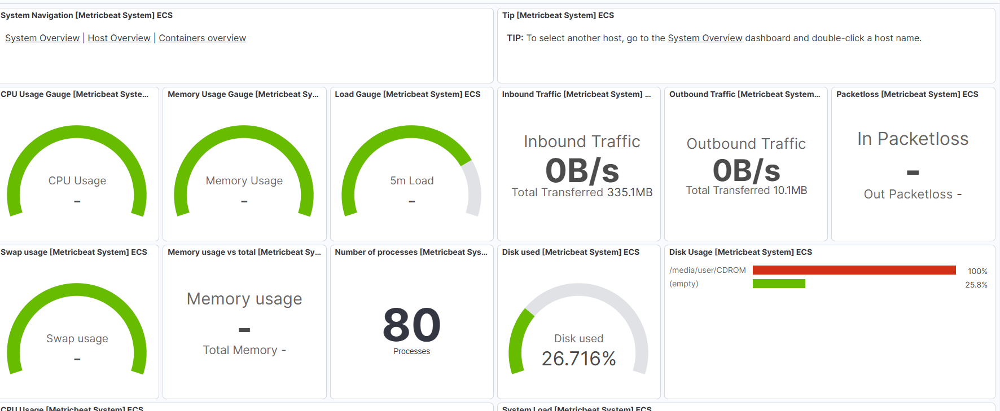 System Navigation [Metricbeat System] ECS
System Overview | Host Overview | Containers overview
Tip [Metricbeat System] ECS
TIP: To select another host, go to the System Overview dashboard and double-click a host name.
CPU Usage Gauge [Metricbeat Syste...
CPU Usage
-
Memory Usage Gauge [Metricbeat Sy...
Memory Usage
-
Load Gauge [Metricbeat System] ECS
5m Load
-
Inbound Traffic [Metricbeat System] ...
Inbound Traffic
0B/s
Total Transferred 335.1MB
Outbound Traffic [Metricbeat System...
Outbound Traffic
0B/s
Total Transferred 10.1MB
Packetloss [Metricbeat System] ECS
In Packetloss
-
Out Packetloss -
Swap usage [Metricbeat System] ECS
Swap usage
-
Memory usage vs total [Metricbeat Sy...
Memory usage
-
Total Memory -
Number of processes [Metricbeat Sys...
80
Processes
Disk used [Metricbeat System] ECS
Disk used
26.716%
Disk Usage [Metricbeat System] ECS
/media/user/CDROM 100%
(empty) 25.8%
CPU Usage [Metricbeat System] ECS
System Load [Metricbeat System] ECS